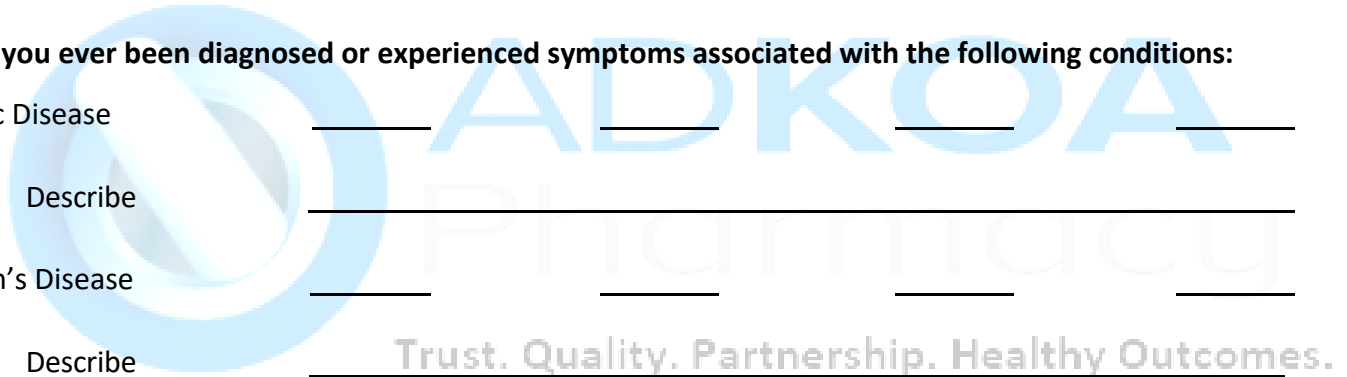 you ever been diagnosed or experienced symptoms associated with the following conditions:
c Disease
ADKOA
Describe
Pharmacy
n's Disease
Trust. Quality. Partnership. Healthy Outcomes.
Describe